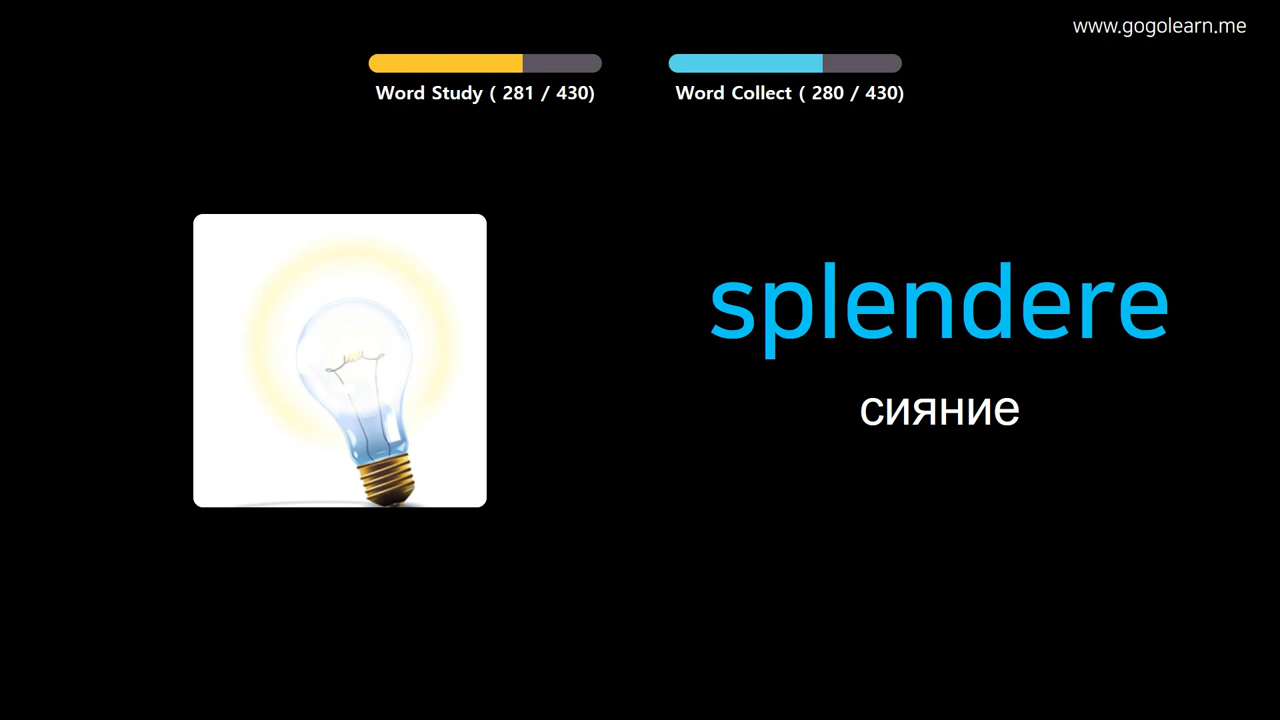 www.gogolearn.me
Word Study ( 281 / 430)
Word Collect ( 280 / 430)
splendere
сияние